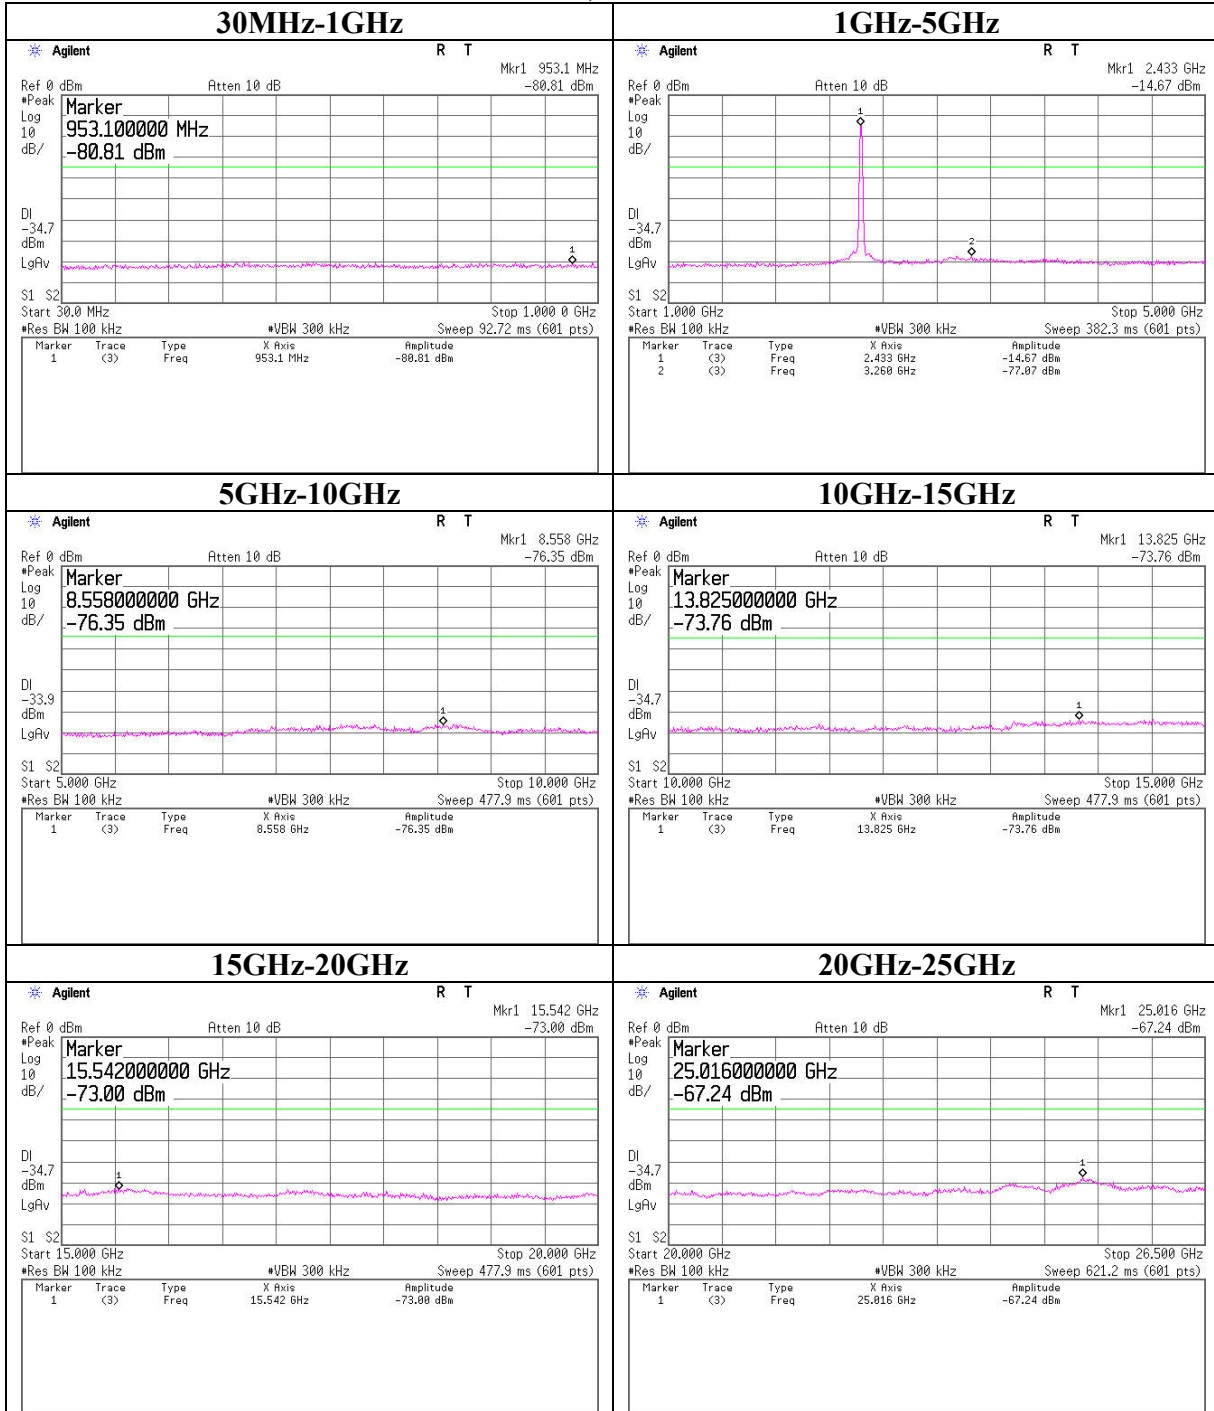 30MHz-1GHz
Agilent R T
Mkr1 953.1 MHz
Ref 0 dBm Atten 10 dB -80.81 dBm
#Peak
Log
10
dB/
Marker
953.100000 MHz
-80.81 dBm
DI
-34.7
dBm
LgAv
1
S1 S2
Start 30.0 MHz Stop 1.000 0 GHz
#Res BW 100 kHz #VBW 300 kHz Sweep 92.72 ms (601 pts)
Marker Trace Type X Axis Amplitude
1 (3) Freq 953.1 MHz -80.81 dBm
1GHz-5GHz
Agilent R T
Mkr1 2.433 GHz
Ref 0 dBm Atten 10 dB -14.67 dBm
#Peak
Log
10
dB/
1
DI
-34.7
dBm
LgAv
2
S1 S2
Start 1.000 GHz Stop 5.000 GHz
#Res BW 100 kHz #VBW 300 kHz Sweep 382.3 ms (601 pts)
Marker Trace Type X Axis Amplitude
1 (3) Freq 2.433 GHz -14.67 dBm
2 (3) Freq 3.260 GHz -77.07 dBm
5GHz-10GHz
Agilent R T
Mkr1 8.558 GHz
Ref 0 dBm Atten 10 dB -76.35 dBm
#Peak
Log
10
dB/
Marker
8.558000000 GHz
-76.35 dBm
DI
-33.9
dBm
LgAv
1
S1 S2
Start 5.000 GHz Stop 10.000 GHz
#Res BW 100 kHz #VBW 300 kHz Sweep 477.9 ms (601 pts)
Marker Trace Type X Axis Amplitude
1 (3) Freq 8.558 GHz -76.35 dBm
10GHz-15GHz
Agilent R T
Mkr1 13.825 GHz
Ref 0 dBm Atten 10 dB -73.76 dBm
#Peak
Log
10
dB/
Marker
13.825000000 GHz
-73.76 dBm
DI
-34.7
dBm
LgAv
1
S1 S2
Start 10.000 GHz Stop 15.000 GHz
#Res BW 100 kHz #VBW 300 kHz Sweep 477.9 ms (601 pts)
Marker Trace Type X Axis Amplitude
1 (3) Freq 13.825 GHz -73.76 dBm
15GHz-20GHz
Agilent R T
Mkr1 15.542 GHz
Ref 0 dBm Atten 10 dB -73.00 dBm
#Peak
Log
10
dB/
Marker
15.542000000 GHz
-73.00 dBm
DI
-34.7
dBm
LgAv
1
S1 S2
Start 15.000 GHz Stop 20.000 GHz
#Res BW 100 kHz #VBW 300 kHz Sweep 477.9 ms (601 pts)
Marker Trace Type X Axis Amplitude
1 (3) Freq 15.542 GHz -73.00 dBm
20GHz-25GHz
Agilent R T
Mkr1 25.016 GHz
Ref 0 dBm Atten 10 dB -67.24 dBm
#Peak
Log
10
dB/
Marker
25.016000000 GHz
-67.24 dBm
DI
-34.7
dBm
LgAv
1
S1 S2
Start 20.000 GHz Stop 26.500 GHz
#Res BW 100 kHz #VBW 300 kHz Sweep 621.2 ms (601 pts)
Marker Trace Type X Axis Amplitude
1 (3) Freq 25.016 GHz -67.24 dBm